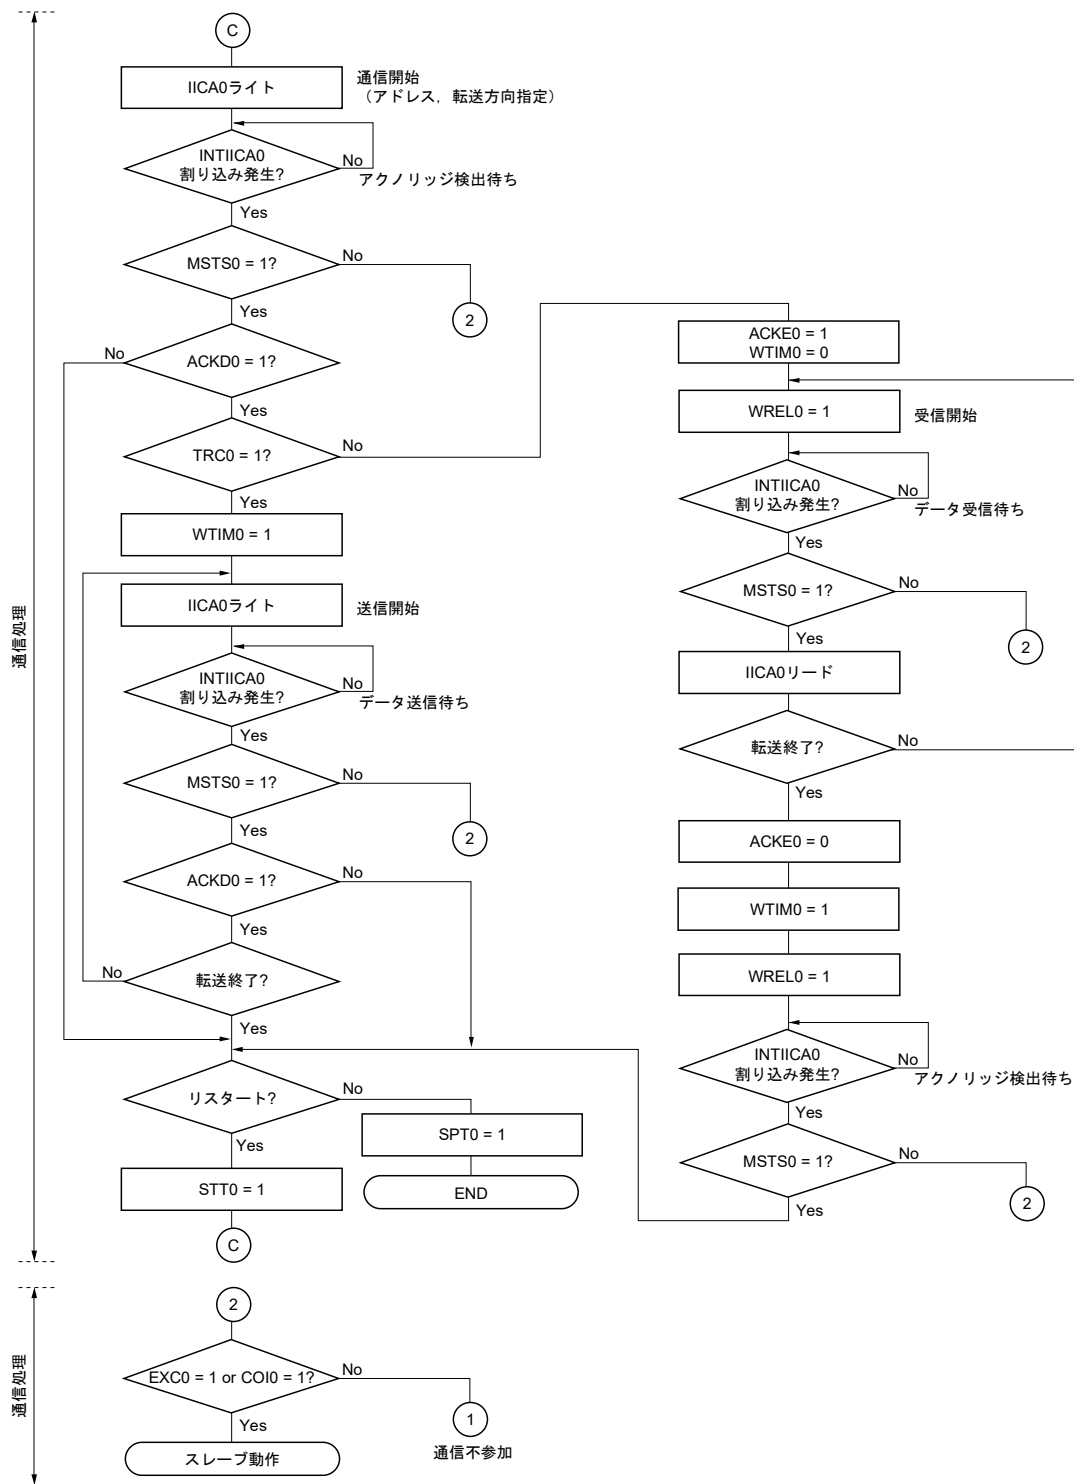 C
IICA0ライト
通信開始
（アドレス，転送方向指定）
INTIICA0
割り込み発生?
No
アクノリッジ検出待ち
Yes
MSTS0 = 1?
No
2
Yes
ACKD0 = 1?
No
Yes
TRC0 = 1?
No
Yes
WTIM0 = 1
IICA0ライト
送信開始
INTIICA0
割り込み発生?
No
データ送信待ち
Yes
MSTS0 = 1?
No
2
Yes
ACKD0 = 1?
No
Yes
転送終了?
No
Yes
リスタート?
No
Yes
SPT0 = 1
END
STT0 = 1
C
ACKE0 = 1
WTIM0 = 0
WREL0 = 1
受信開始
INTIICA0
割り込み発生?
No
データ受信待ち
Yes
MSTS0 = 1?
No
2
Yes
IICA0リード
転送終了?
No
Yes
ACKE0 = 0
WTIM0 = 1
WREL0 = 1
INTIICA0
割り込み発生?
No
アクノリッジ検出待ち
Yes
MSTS0 = 1?
No
2
Yes
通信処理
2
EXC0 = 1 or COI0 = 1?
No
1
通信不参加
Yes
スレーブ動作
通信処理